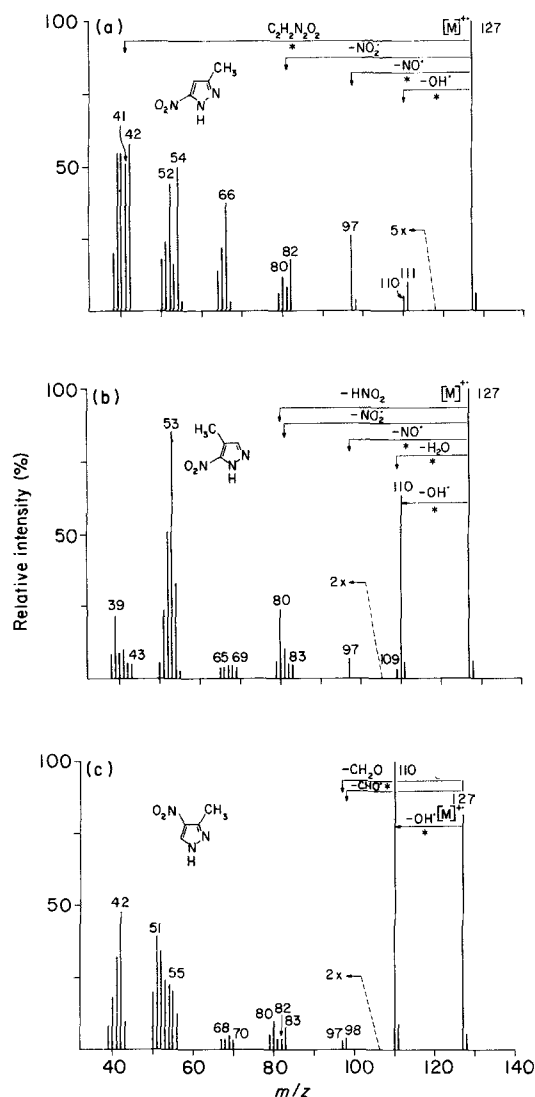 Relative intensity (%)
(a)
100
50
C2H2N2O2
*
–NO2·
–NO·
*
–OH·
*
[M]+·
127
O2N
CH3
N
N
H
41
42
52
54
66
80
82
97
110
111
5x
(b)
100
50
–HNO2
–NO2·
–NO·
*
–H2O
*
–OH·
*
[M]+·
127
H3C
O2N
N
N
H
39
43
53
65
69
80
83
97
109
110
2x
(c)
100
50
0
–CH2O
–CHO·*
–OH·
*
[M]+·
127
110
O2N
CH3
N
N
H
42
51
55
68
70
80
82
83
97
98
2x
40
60
80
100
120
140
m/z